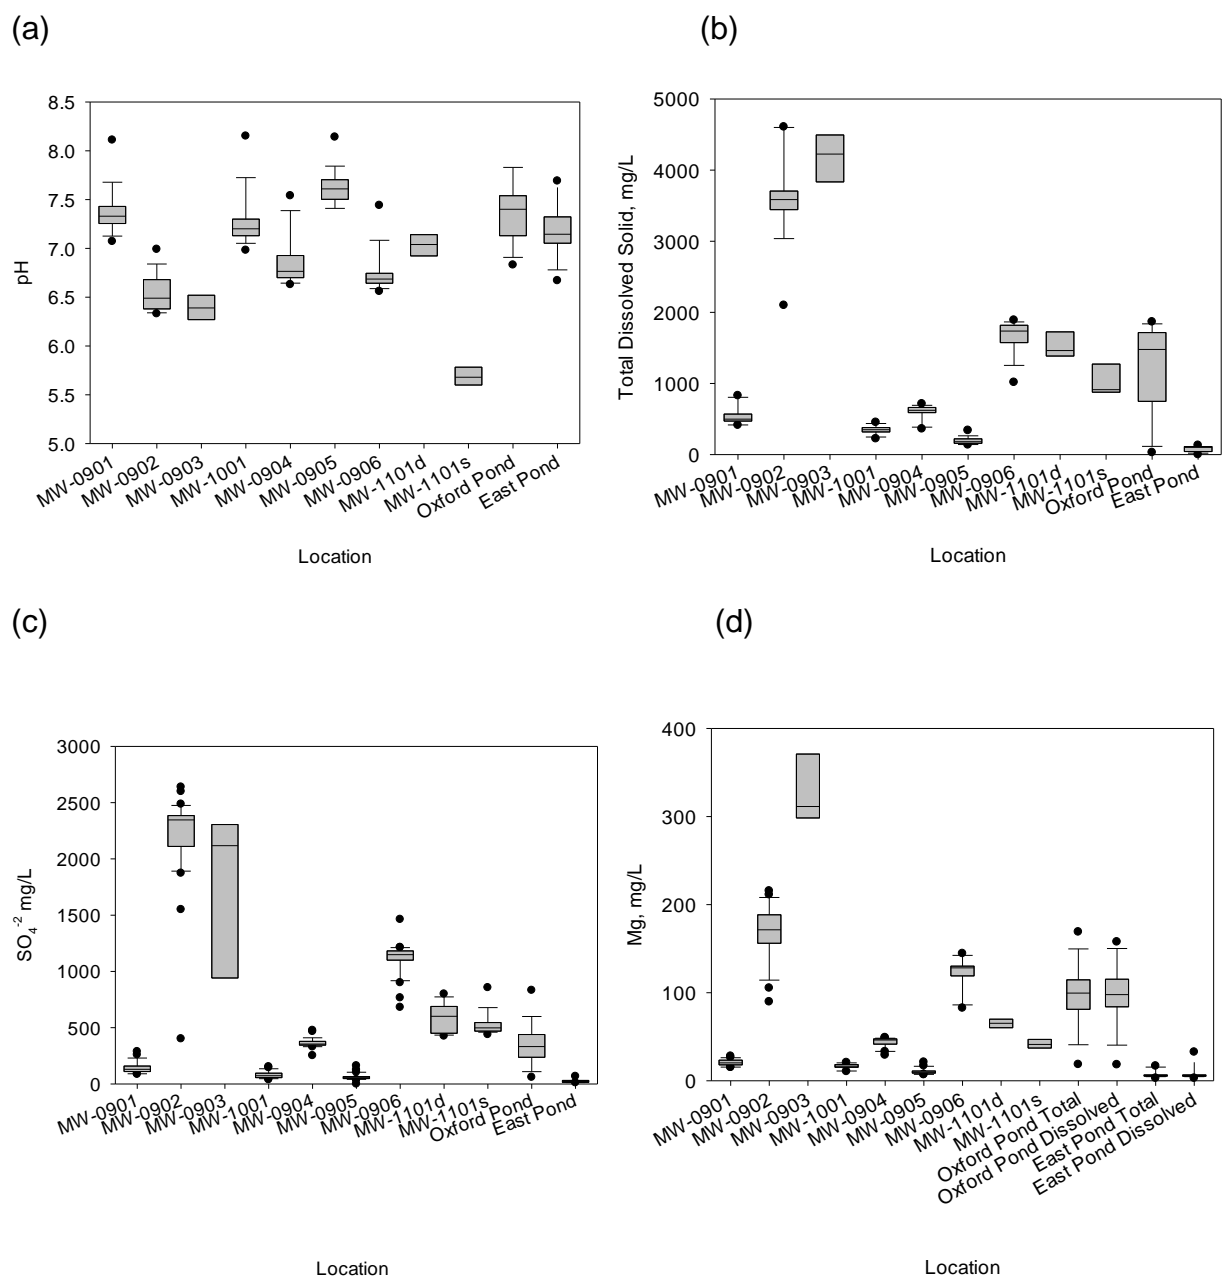 (a)
pH
8.5
8.0
7.5
7.0
6.5
6.0
5.5
5.0
MW-0901
MW-0902
MW-0903
MW-1001
MW-0904
MW-0905
MW-0906
MW-1101d
MW-1101s
Oxford Pond
East Pond
Location
(b)
Total Dissolved Solid, mg/L
5000
4000
3000
2000
1000
0
MW-0901
MW-0902
MW-0903
MW-1001
MW-0904
MW-0905
MW-0906
MW-1101d
MW-1101s
Oxford Pond
East Pond
Location
(c)
SO₄⁻² mg/L
3000
2500
2000
1500
1000
500
0
MW-0901
MW-0902
MW-0903
MW-1001
MW-0904
MW-0905
MW-0906
MW-1101d
MW-1101s
Oxford Pond
East Pond
Location
(d)
Mg, mg/L
400
300
200
100
0
MW-0901
MW-0902
MW-0903
MW-1001
MW-0904
MW-0905
MW-0906
MW-1101d
MW-1101s
Oxford Pond Total
Oxford Pond Dissolved
East Pond Total
East Pond Dissolved
Location